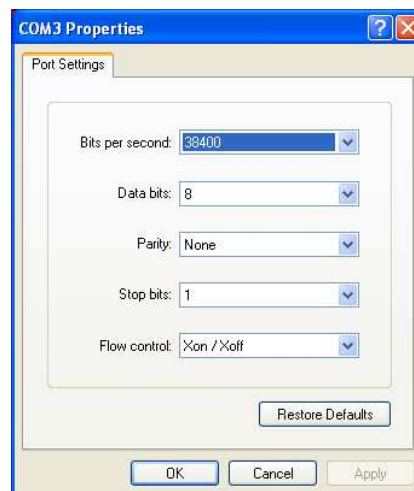 COM3 Properties
Port Settings
Bits per second: 38400
Data bits: 8
Parity: None
Stop bits: 1
Flow control: Xon / Xoff
Restore Defaults
OK Cancel Apply